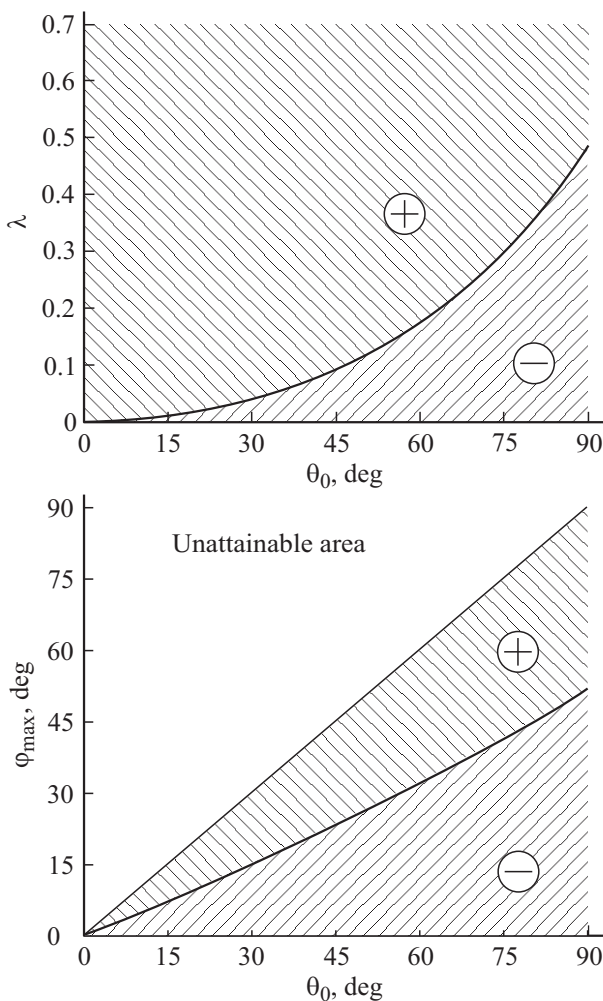 0.7
0.6
0.5
0.4
0.3
0.2
0.1
0
λ
+
−
0 15 30 45 60 75 90
θ₀, deg
90
75
60
45
30
15
0
φmax, deg
Unattainable area
+
−
0 15 30 45 60 75 90
θ₀, deg